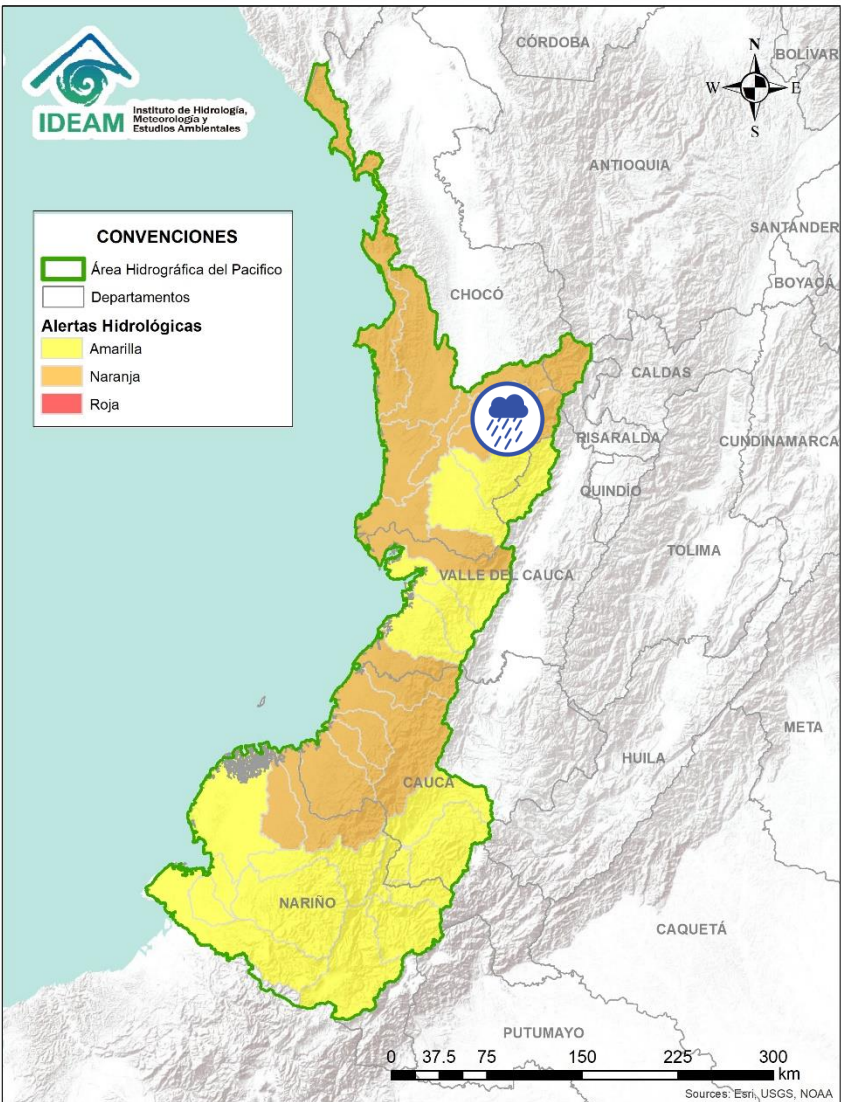 IDEAM
Instituto de Hidrología,
Meteorología y
Estudios Ambientales
CÓRDOBA
BOLÍVAR
N
W
E
S
ANTIOQUIA
SANTANDER
BOYACÁ
CONVENCIONES
Área Hidrográfica del Pacifico
Departamentos
Alertas Hidrológicas
Amarilla
Naranja
Roja
CHOCÓ
CALDAS
RISARALDA
CUNDINAMARCA
QUINDÍO
TOLIMA
VALLE DEL CAUCA
META
HUILA
CAUCA
NARIÑO
CAQUETÁ
PUTUMAYO
0 37.5 75 150 225 300
km
Sources: Esri, USGS, NOAA